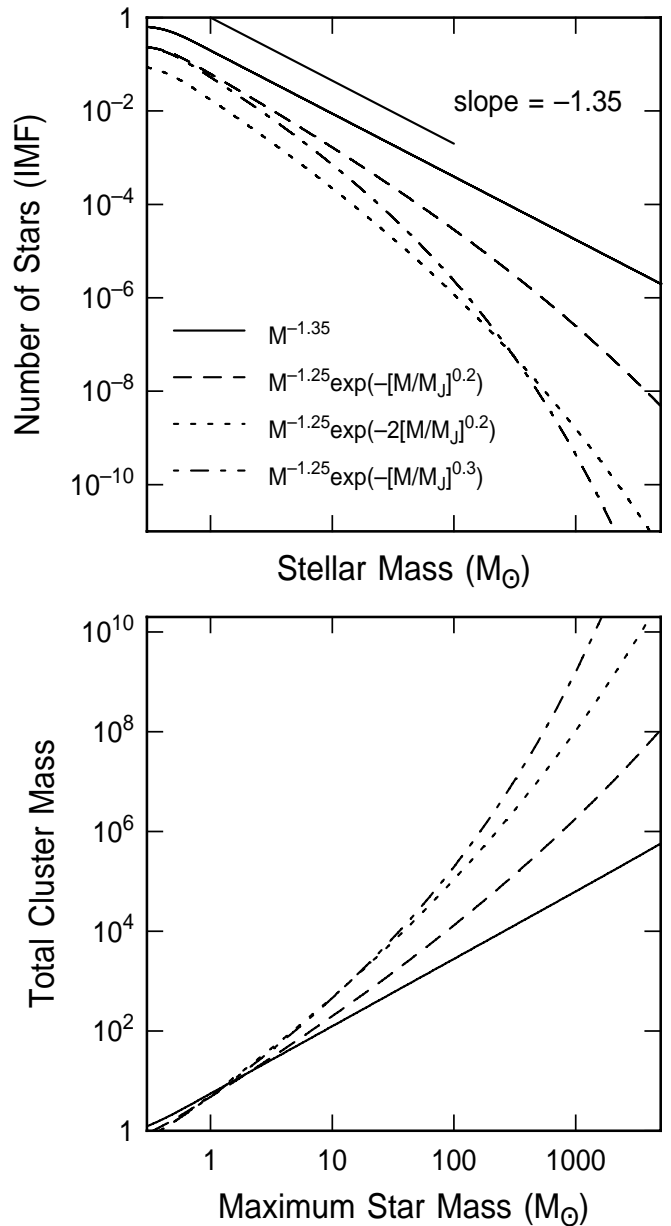 1
10⁻²
10⁻⁴
10⁻⁶
10⁻⁸
10⁻¹⁰
Number of Stars (IMF)
slope = −1.35
M⁻¹·³⁵
M⁻¹·²⁵exp(−[M/M_J]⁰·²)
M⁻¹·²⁵exp(−2[M/M_J]⁰·²)
M⁻¹·²⁵exp(−[M/M_J]⁰·³)
Stellar Mass (M⊙)
10¹⁰
10⁸
10⁶
10⁴
10²
1
Total Cluster Mass
1 10 100 1000
Maximum Star Mass (M⊙)